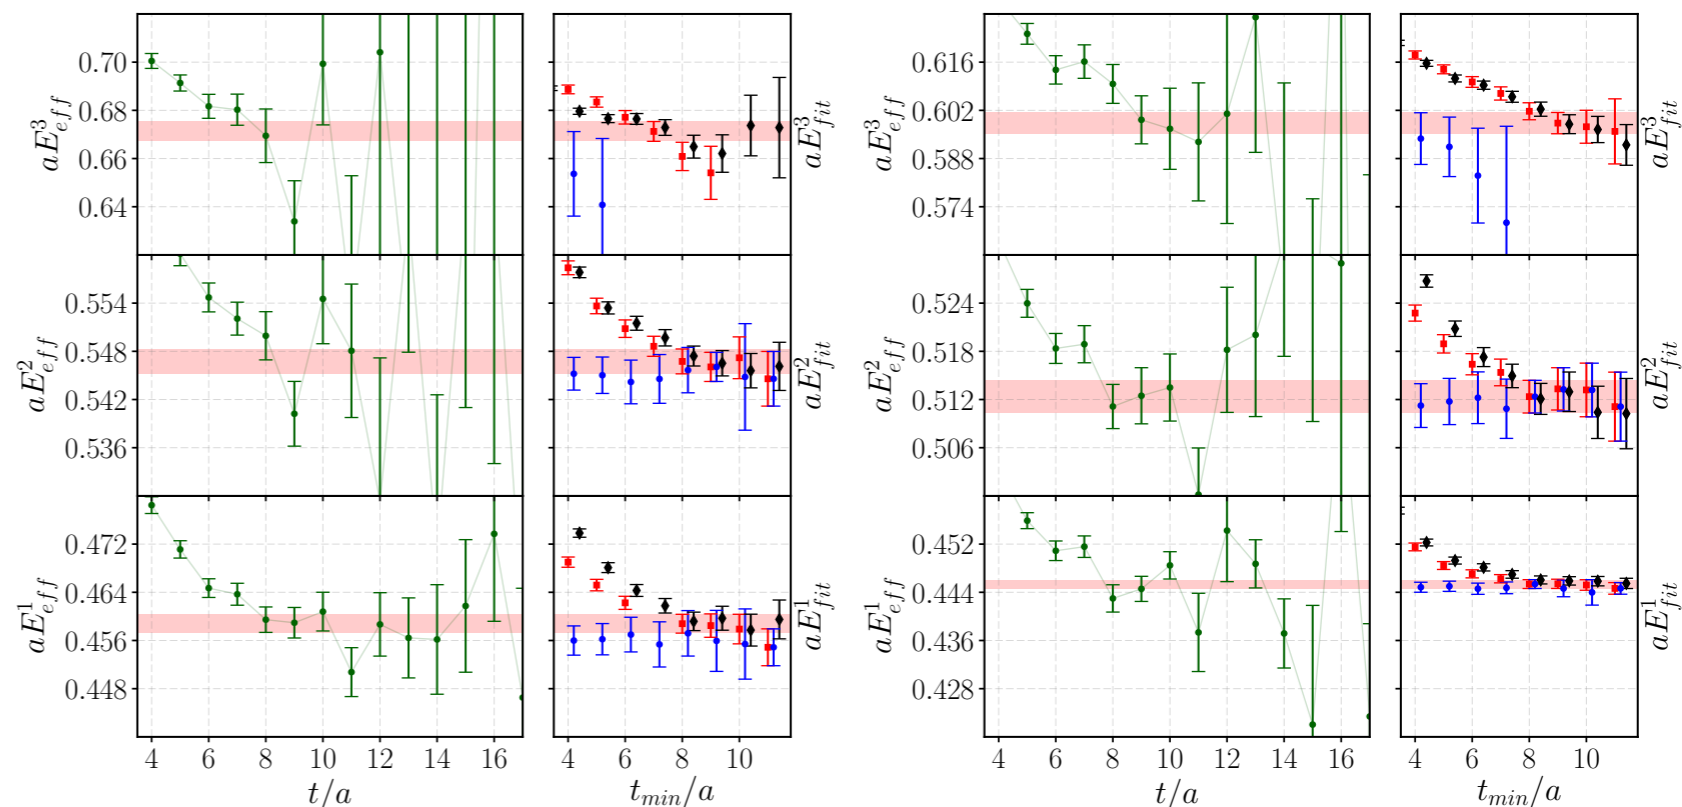 aE^3_{eff}
0.70
0.68
0.66
0.64
aE^3_{fit}
aE^3_{eff}
0.616
0.602
0.588
0.574
aE^3_{fit}
aE^2_{eff}
0.554
0.548
0.542
0.536
aE^2_{fit}
aE^2_{eff}
0.524
0.518
0.512
0.506
aE^2_{fit}
aE^1_{eff}
0.472
0.464
0.456
0.448
aE^1_{fit}
aE^1_{eff}
0.452
0.444
0.436
0.428
aE^1_{fit}
4 6 8 10 12 14 16
4 6 8 10
4 6 8 10 12 14 16
4 6 8 10
t/a
t_{min}/a
t/a
t_{min}/a